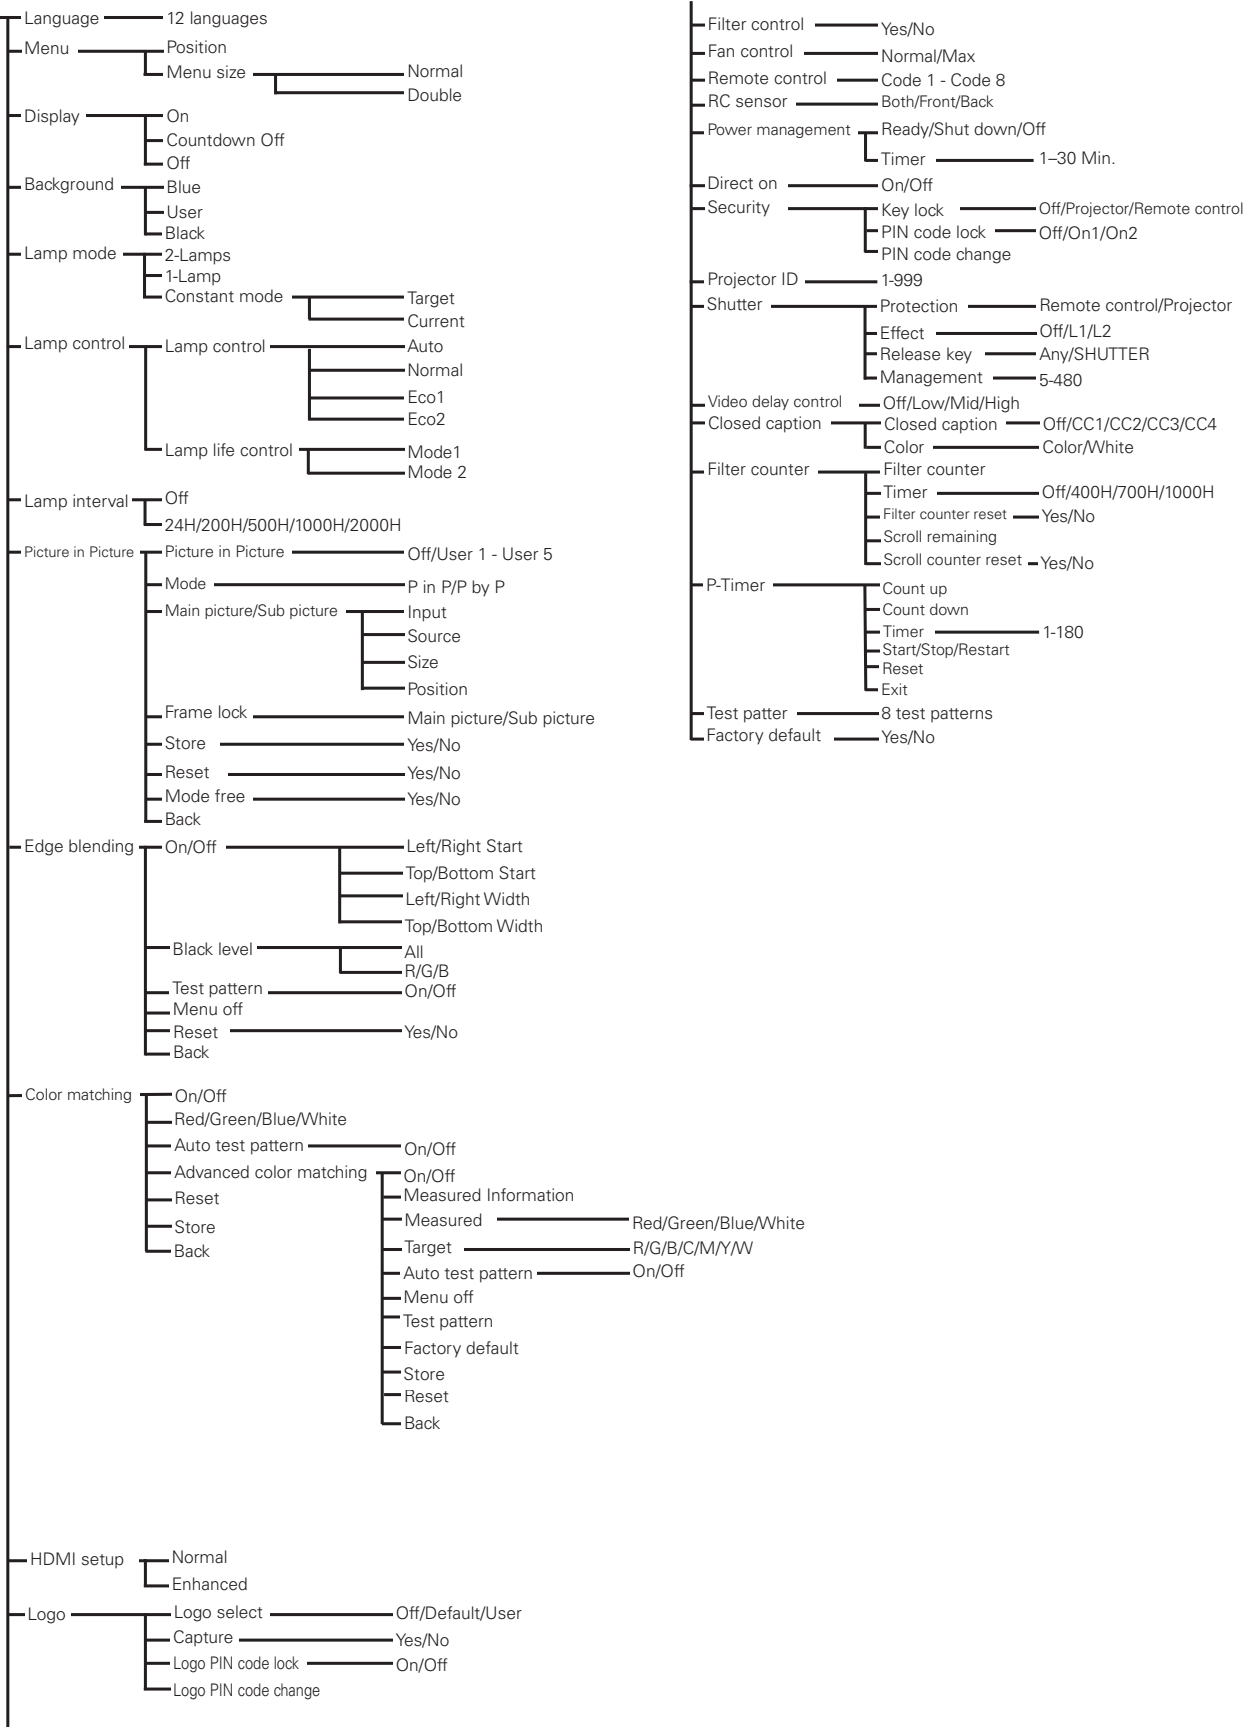 Language 12 languages
Menu Position
Menu size Normal
Double
Display On
Countdown Off
Off
Background Blue
User
Black
Lamp mode 2-Lamps
1-Lamp
Constant mode Target
Current
Lamp control Lamp control Auto
Normal
Eco1
Eco2
Lamp life control Mode1
Mode 2
Lamp interval Off
24H/200H/500H/1000H/2000H
Picture in Picture Picture in Picture Off/User 1 - User 5
Mode P in P/P by P
Main picture/Sub picture Input
Source
Size
Position
Frame lock Main picture/Sub picture
Store Yes/No
Reset Yes/No
Mode free Yes/No
Back
Edge blending On/Off Left/Right Start
Top/Bottom Start
Left/Right Width
Top/Bottom Width
Black level All
R/G/B
Test pattern On/Off
Menu off
Reset Yes/No
Back
Color matching On/Off
Red/Green/Blue/White
Auto test pattern On/Off
Advanced color matching On/Off
Measured Information
Measured Red/Green/Blue/White
Target R/G/B/C/M/Y/W
Auto test pattern On/Off
Menu off
Test pattern
Factory default
Store
Reset
Back
Reset
Store
Back
HDMI setup Normal
Enhanced
Logo Logo select Off/Default/User
Capture Yes/No
Logo PIN code lock On/Off
Logo PIN code change
Filter control Yes/No
Fan control Normal/Max
Remote control Code 1 - Code 8
RC sensor Both/Front/Back
Power management Ready/Shut down/Off
Timer 1–30 Min.
Direct on On/Off
Security Key lock Off/Projector/Remote control
PIN code lock Off/On1/On2
PIN code change
Projector ID 1-999
Shutter Protection Remote control/Projector
Effect Off/L1/L2
Release key Any/SHUTTER
Management 5-480
Video delay control Off/Low/Mid/High
Closed caption Closed caption Off/CC1/CC2/CC3/CC4
Color Color/White
Filter counter Filter counter
Timer Off/400H/700H/1000H
Filter counter reset Yes/No
Scroll remaining
Scroll counter reset Yes/No
P-Timer Count up
Count down
Timer 1-180
Start/Stop/Restart
Reset
Exit
Test patter 8 test patterns
Factory default Yes/No